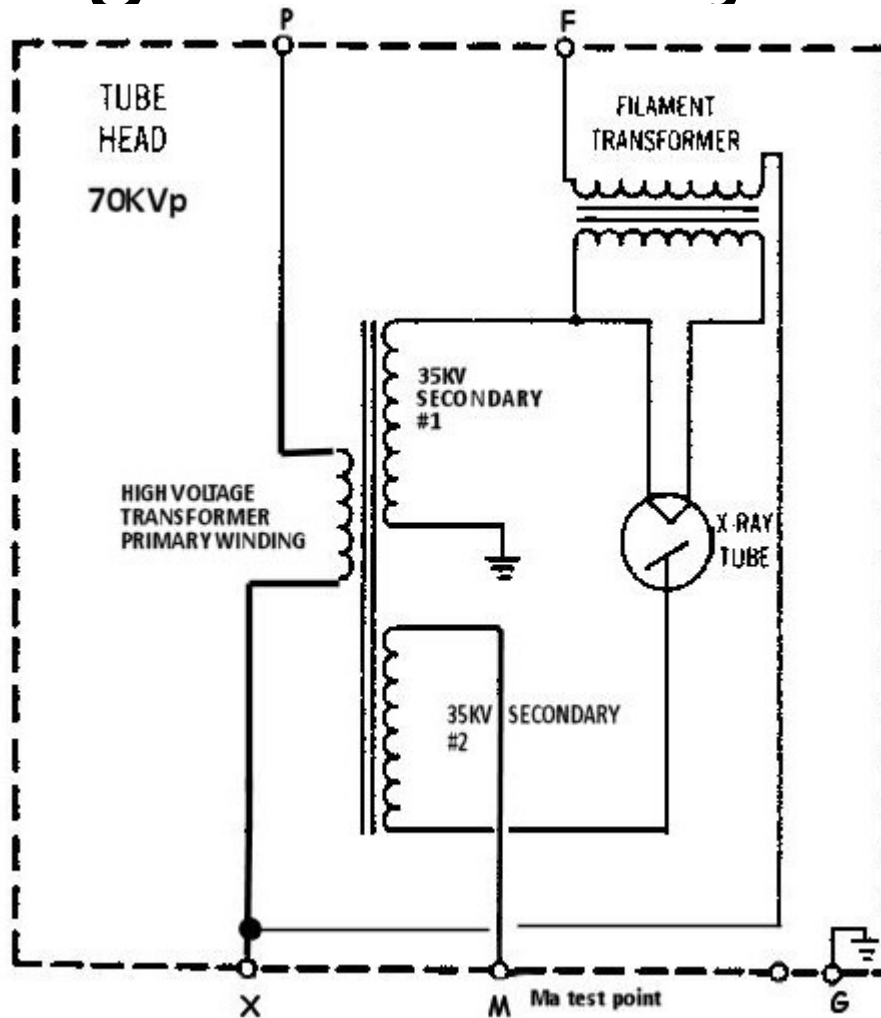 P
F
TUBE
HEAD
70KVp
FILAMENT
TRANSFORMER
35KV
SECONDARY
#1
HIGH VOLTAGE
TRANSFORMER
PRIMARY WINDING
X-RAY
TUBE
35KV SECONDARY
#2
X
M
Ma test point
G